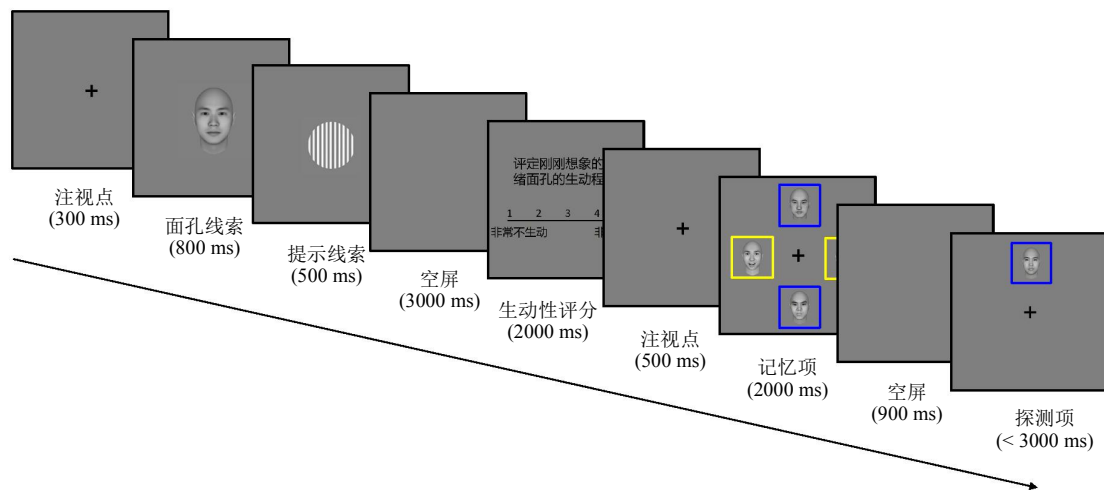 注视点
(300 ms)
面孔线索
(800 ms)
提示线索
(500 ms)
空屏
(3000 ms)
评定刚刚想象的
绪面孔的生动程
1 2 3 4
非常不生动 非
生动性评分
(2000 ms)
注视点
(500 ms)
记忆项
(2000 ms)
空屏
(900 ms)
探测项
(< 3000 ms)